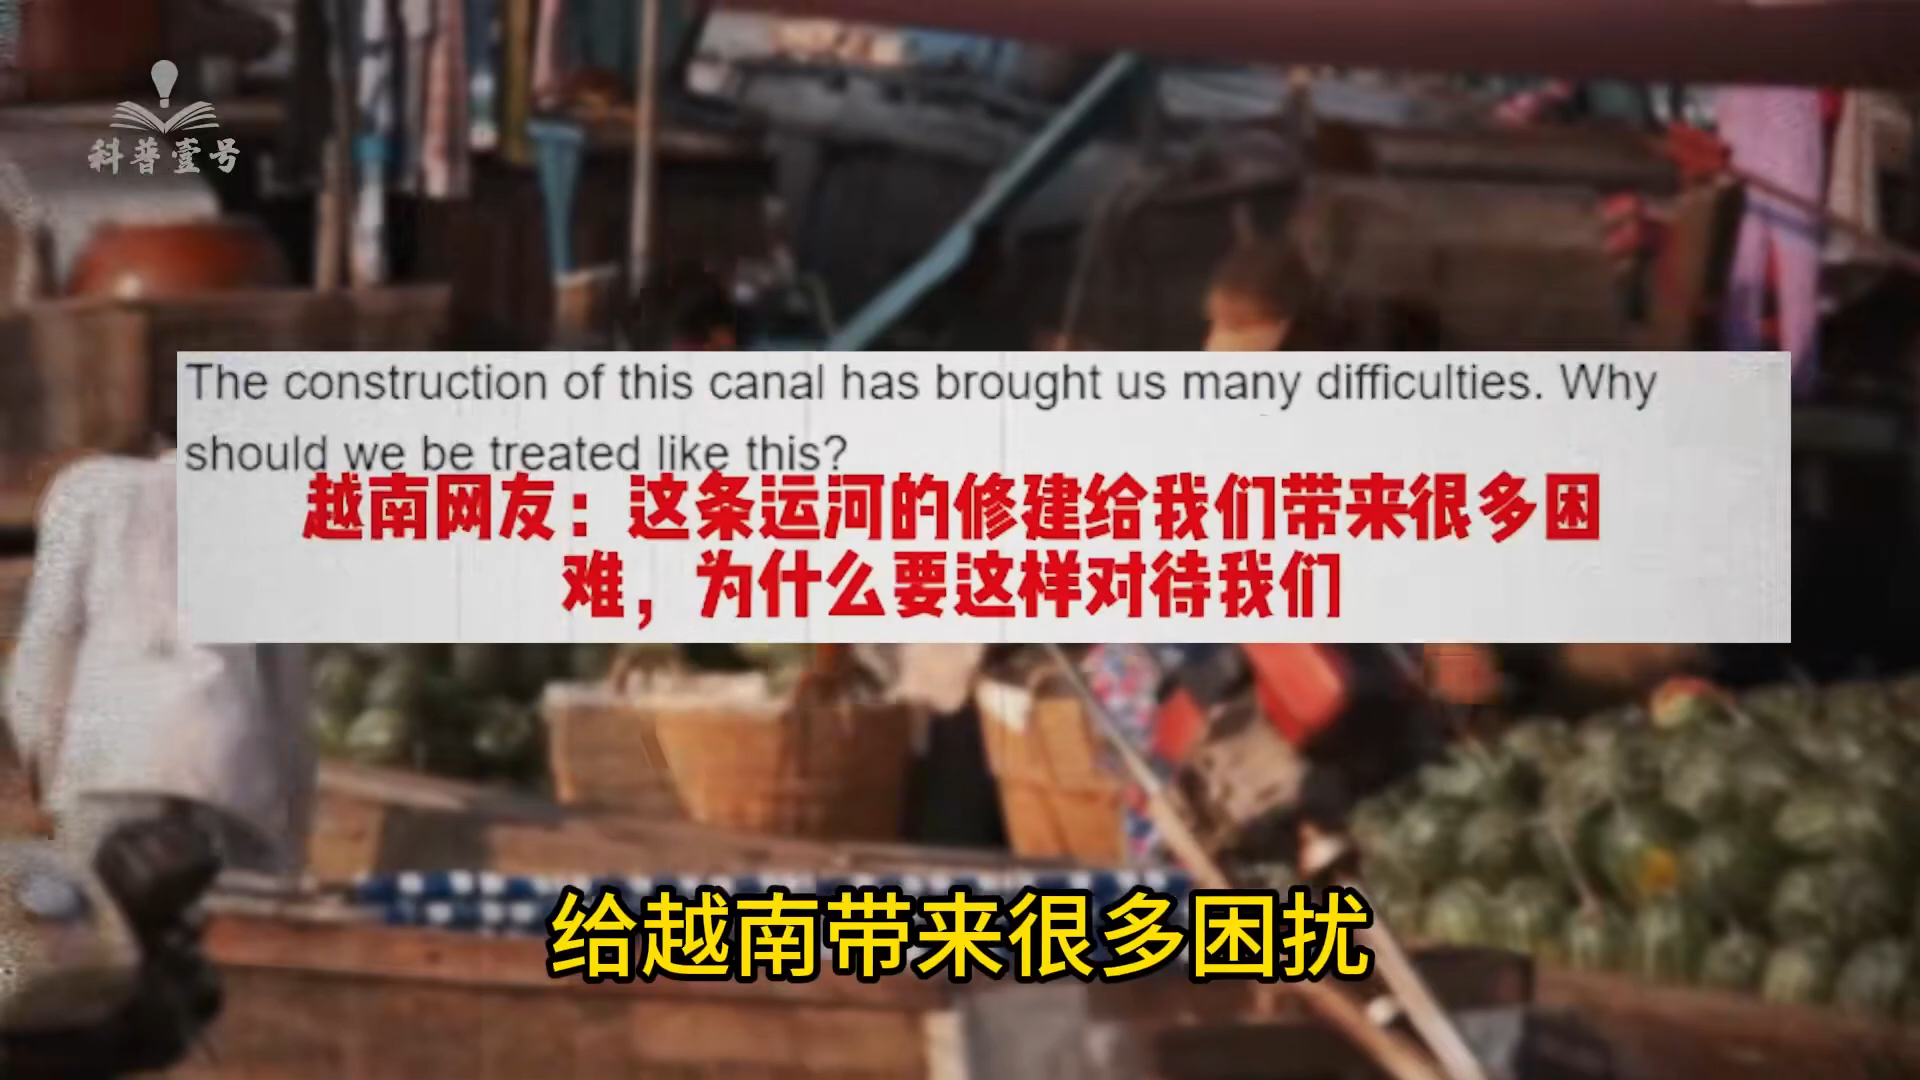 科普壹号
The construction of this canal has brought us many difficulties. Why
should we be treated like this?
越南网友：这条运河的修建给我们带来很多困
难，为什么要这样对待我们
给越南带来很多困扰